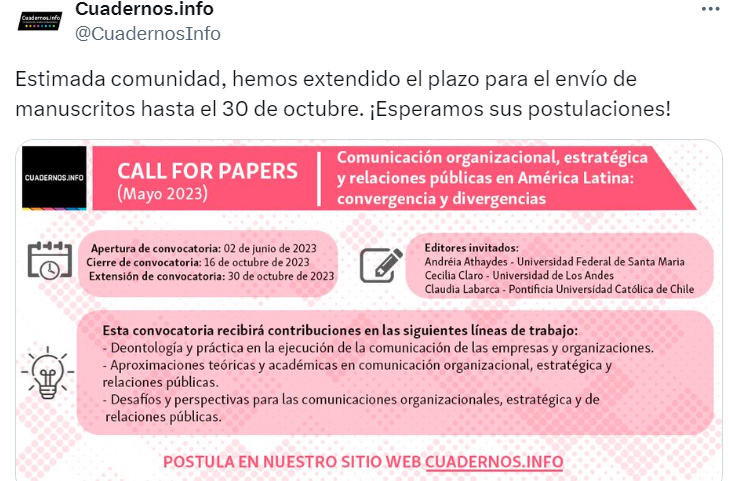 Cuadernos.info
@CuadernosInfo
Estimada comunidad, hemos extendido el plazo para el envío de
manuscritos hasta el 30 de octubre. ¡Esperamos sus postulaciones!
CUADERNOS.INFO
CALL FOR PAPERS
(Mayo 2023)
Comunicación organizacional, estratégica
y relaciones públicas en América Latina:
convergencia y divergencias
Apertura de convocatoria: 02 de junio de 2023
Cierre de convocatoria: 16 de octubre de 2023
Extensión de convocatoria: 30 de octubre de 2023
Editores invitados:
Andréia Athaydes - Universidad Federal de Santa Maria
Cecilia Claro - Universidad de Los Andes
Claudia Labarca - Pontificia Universidad Católica de Chile
Esta convocatoria recibirá contribuciones en las siguientes líneas de trabajo:
- Deontología y práctica en la ejecución de la comunicación de las empresas y organizaciones.
- Aproximaciones teóricas y académicas en comunicación organizacional, estratégica y
relaciones públicas.
- Desafíos y perspectivas para las comunicaciones organizacionales, estratégica y de
relaciones públicas.
POSTULA EN NUESTRO SITIO WEB CUADERNOS.INFO